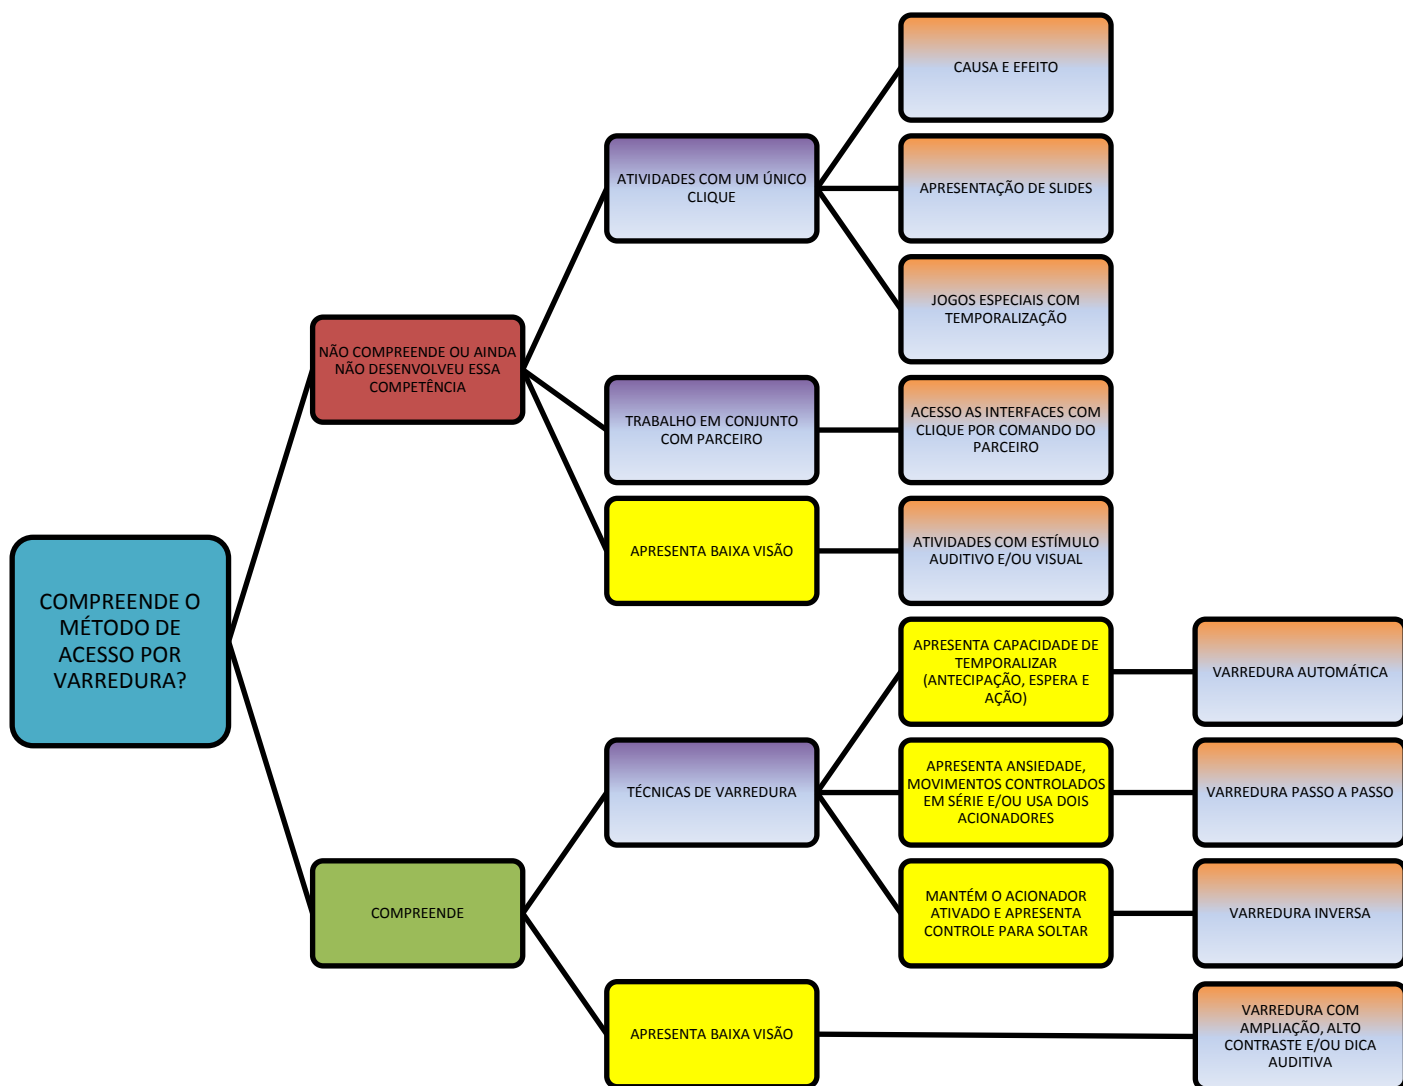 CAUSA E EFEITO
ATIVIDADES COM UM ÚNICO
CLIQUE
APRESENTAÇÃO DE SLIDES
JOGOS ESPECIAIS COM
TEMPORALIZAÇÃO
NÃO COMPREENDE OU AINDA
NÃO DESENVOLVEU ESSA
COMPETÊNCIA
TRABALHO EM CONJUNTO
COM PARCEIRO
ACESSO AS INTERFACES COM
CLIQUE POR COMANDO DO
PARCEIRO
APRESENTA BAIXA VISÃO
ATIVIDADES COM ESTÍMULO
AUDITIVO E/OU VISUAL
COMPREENDE O
MÉTODO DE
ACESSO POR
VARREDURA?
APRESENTA CAPACIDADE DE
TEMPORALIZAR
(ANTECIPAÇÃO, ESPERA E
AÇÃO)
VARREDURA AUTOMÁTICA
TÉCNICAS DE VARREDURA
APRESENTA ANSIEDADE,
MOVIMENTOS CONTROLADOS
EM SÉRIE E/OU USA DOIS
ACIONADORES
VARREDURA PASSO A PASSO
COMPREENDE
MANTÉM O ACIONADOR
ATIVADO E APRESENTA
CONTROLE PARA SOLTAR
VARREDURA INVERSA
APRESENTA BAIXA VISÃO
VARREDURA COM
AMPLIAÇÃO, ALTO
CONTRASTE E/OU DICA
AUDITIVA